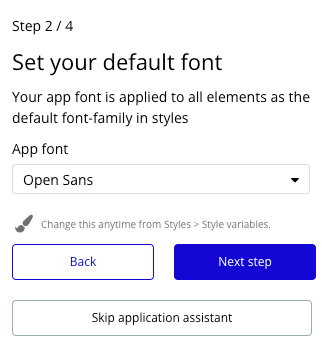 Step 2 / 4
Set your default font
Your app font is applied to all elements as the
default font-family in styles
App font
Open Sans
Change this anytime from Styles > Style variables.
Back
Next step
Skip application assistant